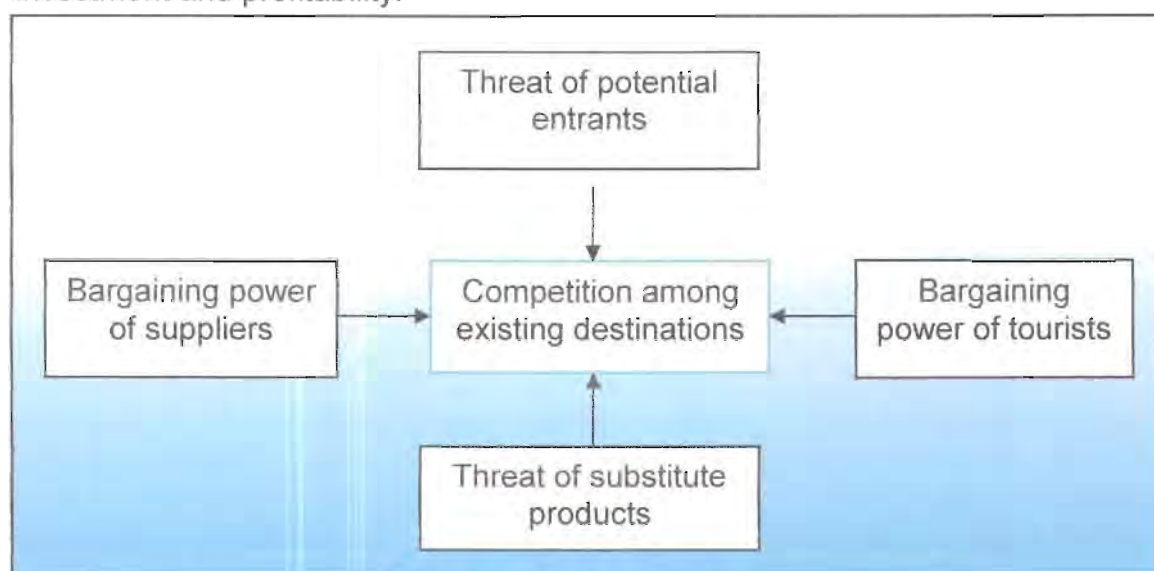 Threat of potential
entrants
Bargaining power
of suppliers
Competition among
existing destinations
Bargaining
power of tourists
Threat of substitute
products